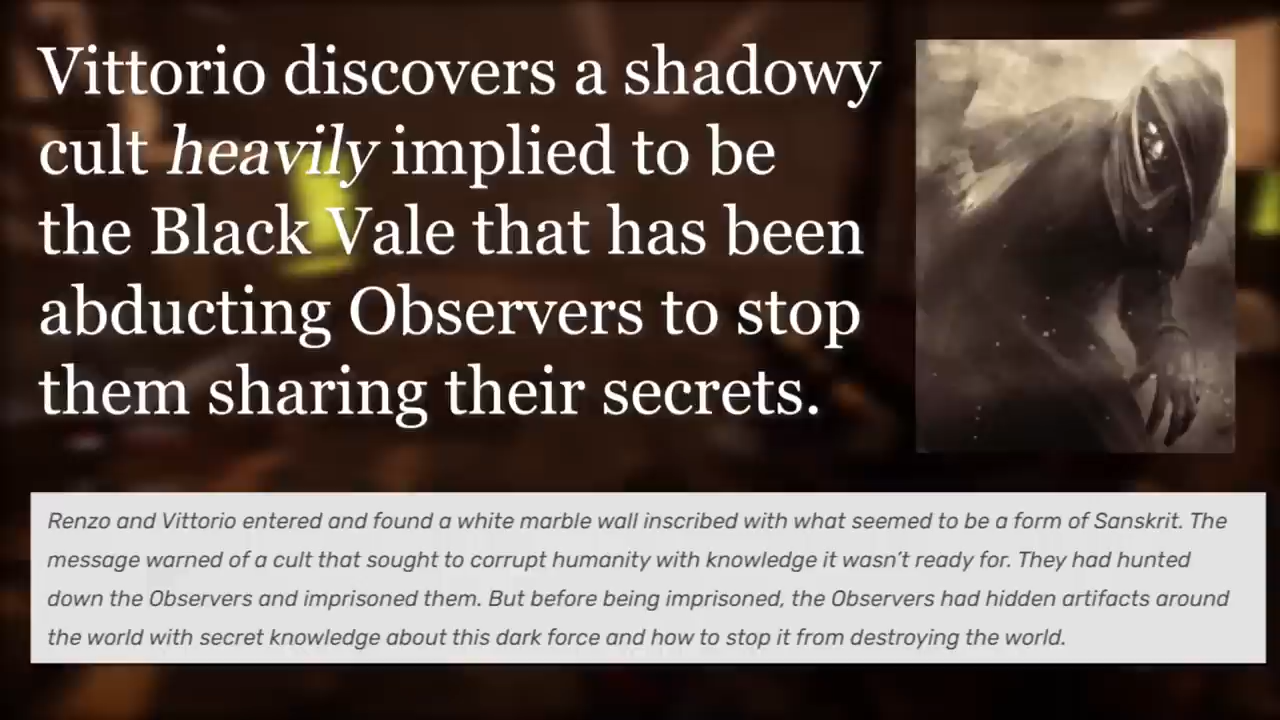 Vittorio discovers a shadowy
cult heavily implied to be
the Black Vale that has been
abducting Observers to stop
them sharing their secrets.
Renzo and Vittorio entered and found a white marble wall inscribed with what seemed to be a form of Sanskrit. The
message warned of a cult that sought to corrupt humanity with knowledge it wasn't ready for. They had hunted
down the Observers and imprisoned them. But before being imprisoned, the Observers had hidden artifacts around
the world with secret knowledge about this dark force and how to stop it from destroying the world.